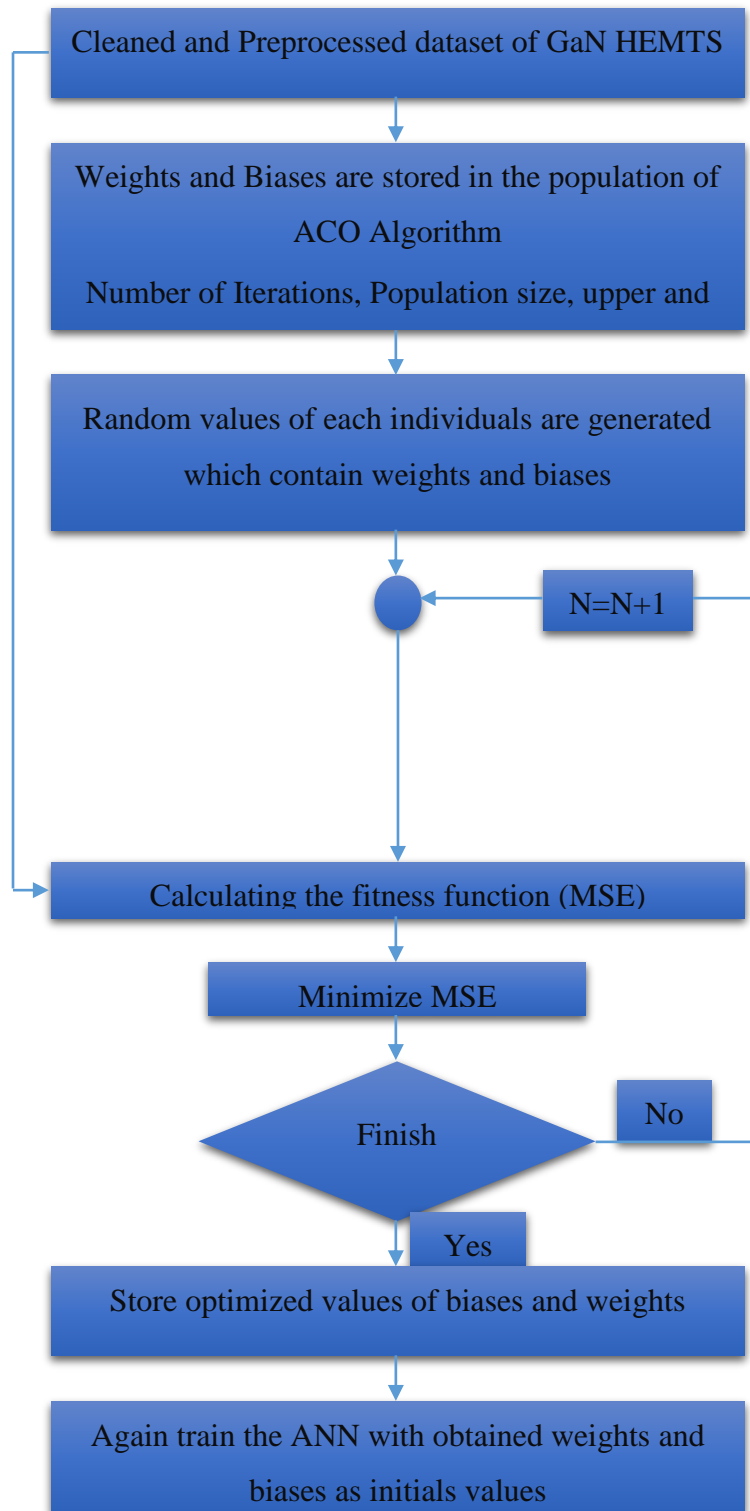 Cleaned and Preprocessed dataset of GaN HEMTS
Weights and Biases are stored in the population of
ACO Algorithm
Number of Iterations, Population size, upper and
Random values of each individuals are generated
which contain weights and biases
N=N+1
Calculating the fitness function (MSE)
Minimize MSE
Finish
No
Yes
Store optimized values of biases and weights
Again train the ANN with obtained weights and
biases as initials values